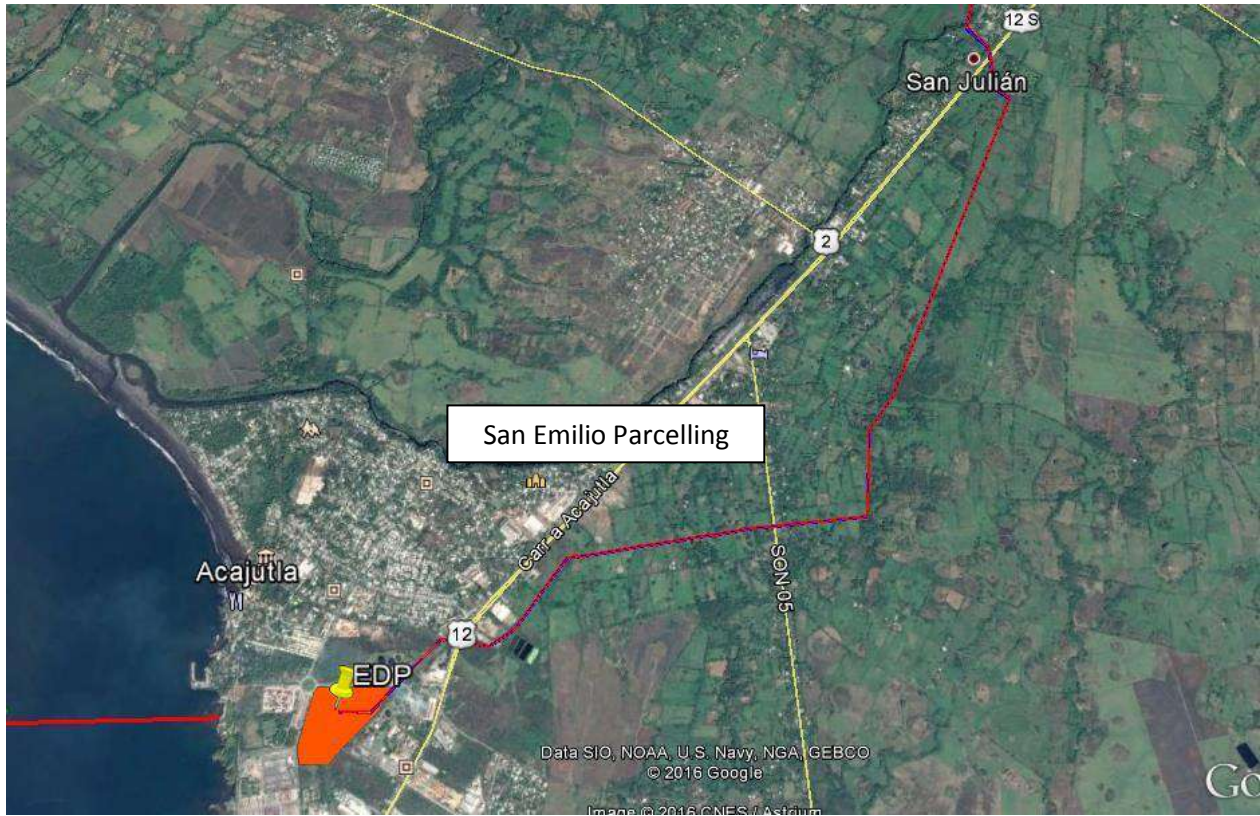 12 S
San Julián
2
San Emilio Parcelling
Carr a Acajutla
Acajutla
SON-05
12
EDP
Data SIO, NOAA, U.S. Navy, NGA, GEBCO
© 2016 Google
Image © 2016 CNES / Astrium
Go